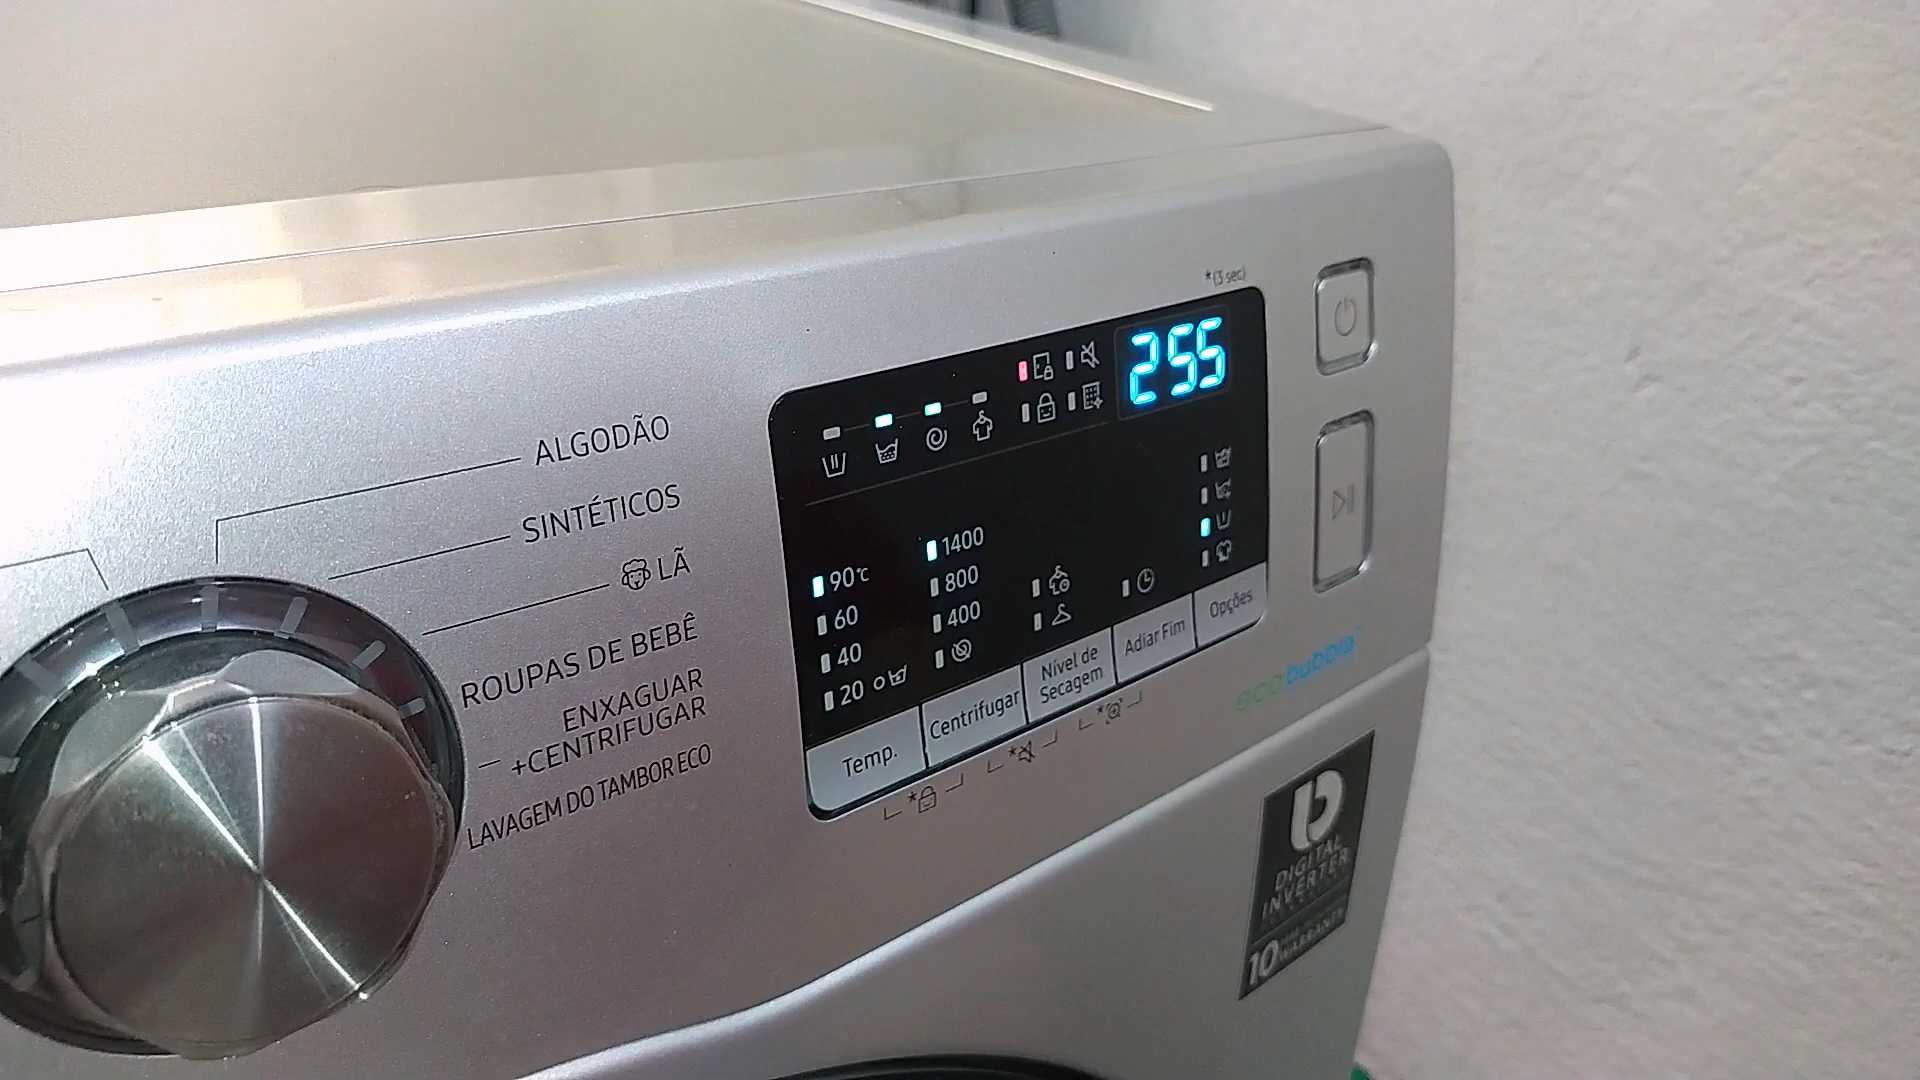 *(3 sec)
255
ALGODÃO
SINTÉTICOS
LÃ
ROUPAS DE BEBÊ
ENXAGUAR
+CENTRIFUGAR
LAVAGEM DO TAMBOR ECO
90℃
60
40
20
1400
800
400
Temp.
Centrifugar
Nível de
Secagem
Adiar Fim
Opções
*
*
*
eco bubble
DIGITAL
INVERTER
10
WARRANTY